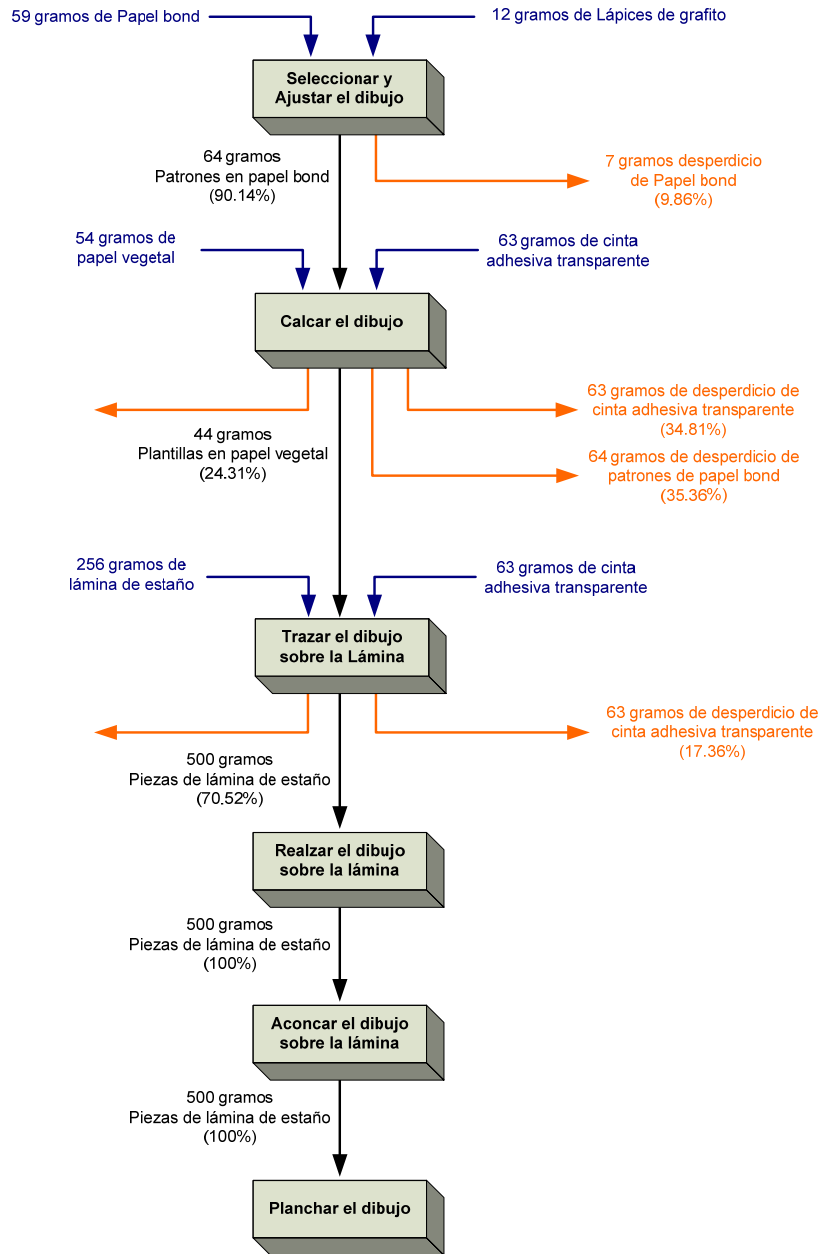 59 gramos de Papel bond
12 gramos de Lápices de grafito
Seleccionar y
Ajustar el dibujo
64 gramos
Patrones en papel bond
(90.14%)
7 gramos desperdicio
de Papel bond
(9.86%)
54 gramos de
papel vegetal
63 gramos de cinta
adhesiva transparente
Calcar el dibujo
63 gramos de desperdicio de
cinta adhesiva transparente
(34.81%)
44 gramos
Plantillas en papel vegetal
(24.31%)
64 gramos de desperdicio de
patrones de papel bond
(35.36%)
256 gramos de
lámina de estaño
63 gramos de cinta
adhesiva transparente
Trazar el dibujo
sobre la Lámina
63 gramos de desperdicio de
cinta adhesiva transparente
(17.36%)
500 gramos
Piezas de lámina de estaño
(70.52%)
Realzar el dibujo
sobre la lámina
500 gramos
Piezas de lámina de estaño
(100%)
Aconcar el dibujo
sobre la lámina
500 gramos
Piezas de lámina de estaño
(100%)
Planchar el dibujo